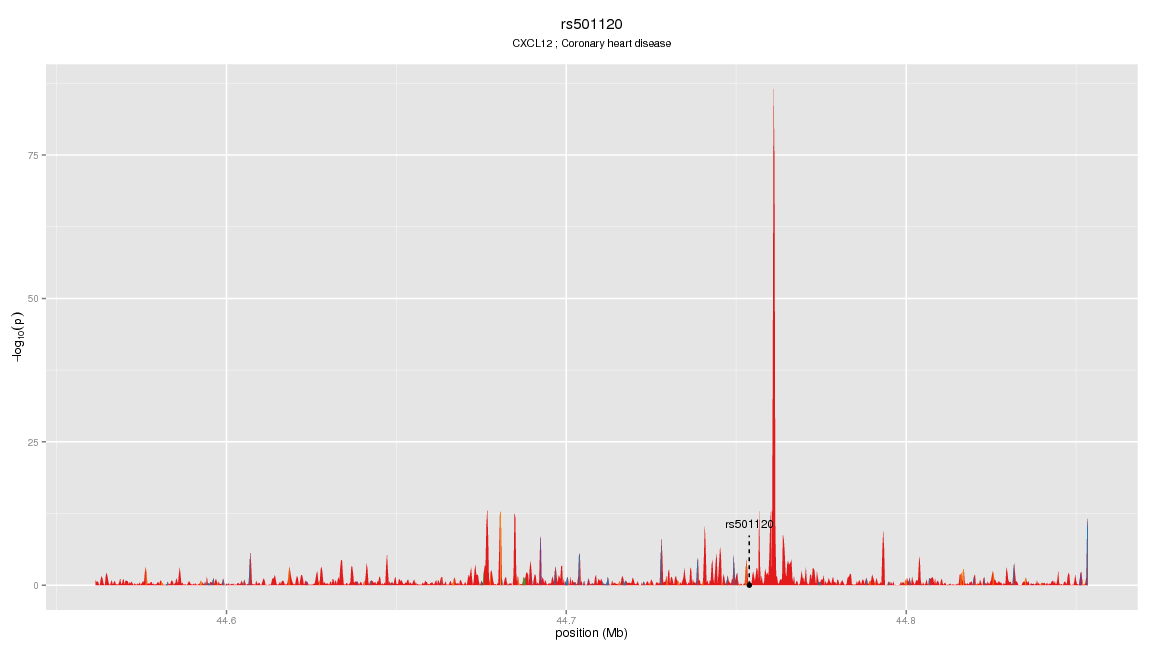 rs501120
CXCL12 ; Coronary heart disease
75
50
25
0
−log10(p)
rs501120
44.6
44.7
44.8
position (Mb)